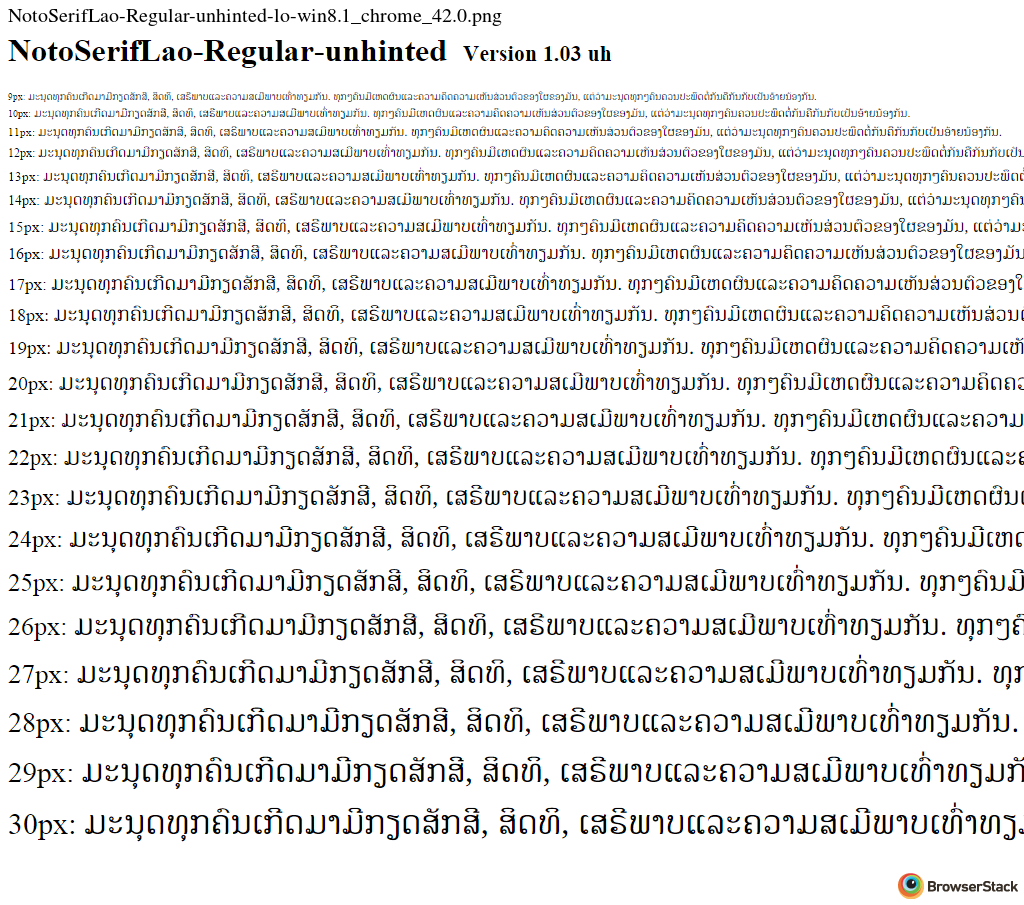 NotoSerifLao-Regular-unhinted-lo-win8.1_chrome_42.0.png
NotoSerifLao-Regular-unhinted Version 1.03 uh
9px: ມະນຸດທຸກຄົນເກີດມາມີກຽດສັກສີ, ສິດທິ, ເສຣີພາບແລະຄວາມສເມີພາບເທົ່າທຽມກັນ. ທຸກໆຄົນມີເຫດຜົນແລະຄວາມຄິດຄວາມເຫັນສ່ວນຕົວຂອງໃຜຂອງມັນ, ແຕ່ວ່າມະນຸດທຸກໆຄົນຄວນປະພຶດຕໍ່ກັນຄືກັນກັບເປັນອ້າຍນ້ອງກັນ.
10px: ມະນຸດທຸກຄົນເກີດມາມີກຽດສັກສີ, ສິດທິ, ເສຣີພາບແລະຄວາມສເມີພາບເທົ່າທຽມກັນ. ທຸກໆຄົນມີເຫດຜົນແລະຄວາມຄິດຄວາມເຫັນສ່ວນຕົວຂອງໃຜຂອງມັນ, ແຕ່ວ່າມະນຸດທຸກໆຄົນຄວນປະພຶດຕໍ່ກັນຄືກັນກັບເປັນອ້າຍນ້ອງກັນ.
11px: ມະນຸດທຸກຄົນເກີດມາມີກຽດສັກສີ, ສິດທິ, ເສຣີພາບແລະຄວາມສເມີພາບເທົ່າທຽມກັນ. ທຸກໆຄົນມີເຫດຜົນແລະຄວາມຄິດຄວາມເຫັນສ່ວນຕົວຂອງໃຜຂອງມັນ, ແຕ່ວ່າມະນຸດທຸກໆຄົນຄວນປະພຶດຕໍ່ກັນຄືກັນກັບເປັນອ້າຍນ້ອງກັນ.
12px: ມະນຸດທຸກຄົນເກີດມາມີກຽດສັກສີ, ສິດທິ, ເສຣີພາບແລະຄວາມສເມີພາບເທົ່າທຽມກັນ. ທຸກໆຄົນມີເຫດຜົນແລະຄວາມຄິດຄວາມເຫັນສ່ວນຕົວຂອງໃຜຂອງມັນ, ແຕ່ວ່າມະນຸດທຸກໆຄົນຄວນປະພຶດຕໍ່ກັນຄືກັນກັບເປັນ
13px: ມະນຸດທຸກຄົນເກີດມາມີກຽດສັກສີ, ສິດທິ, ເສຣີພາບແລະຄວາມສເມີພາບເທົ່າທຽມກັນ. ທຸກໆຄົນມີເຫດຜົນແລະຄວາມຄິດຄວາມເຫັນສ່ວນຕົວຂອງໃຜຂອງມັນ, ແຕ່ວ່າມະນຸດທຸກໆຄົນຄວນປະພຶດຕໍ່
14px: ມະນຸດທຸກຄົນເກີດມາມີກຽດສັກສີ, ສິດທິ, ເສຣີພາບແລະຄວາມສເມີພາບເທົ່າທຽມກັນ. ທຸກໆຄົນມີເຫດຜົນແລະຄວາມຄິດຄວາມເຫັນສ່ວນຕົວຂອງໃຜຂອງມັນ, ແຕ່ວ່າມະນຸດທຸກໆຄົນ
15px: ມະນຸດທຸກຄົນເກີດມາມີກຽດສັກສີ, ສິດທິ, ເສຣີພາບແລະຄວາມສເມີພາບເທົ່າທຽມກັນ. ທຸກໆຄົນມີເຫດຜົນແລະຄວາມຄິດຄວາມເຫັນສ່ວນຕົວຂອງໃຜຂອງມັນ, ແຕ່ວ່າມະ
16px: ມະນຸດທຸກຄົນເກີດມາມີກຽດສັກສີ, ສິດທິ, ເສຣີພາບແລະຄວາມສເມີພາບເທົ່າທຽມກັນ. ທຸກໆຄົນມີເຫດຜົນແລະຄວາມຄິດຄວາມເຫັນສ່ວນຕົວຂອງໃຜຂອງມັນ
17px: ມະນຸດທຸກຄົນເກີດມາມີກຽດສັກສີ, ສິດທິ, ເສຣີພາບແລະຄວາມສເມີພາບເທົ່າທຽມກັນ. ທຸກໆຄົນມີເຫດຜົນແລະຄວາມຄິດຄວາມເຫັນສ່ວນຕົວຂອງໃ
18px: ມະນຸດທຸກຄົນເກີດມາມີກຽດສັກສີ, ສິດທິ, ເສຣີພາບແລະຄວາມສເມີພາບເທົ່າທຽມກັນ. ທຸກໆຄົນມີເຫດຜົນແລະຄວາມຄິດຄວາມເຫັນສ່ວນຕ
19px: ມະນຸດທຸກຄົນເກີດມາມີກຽດສັກສີ, ສິດທິ, ເສຣີພາບແລະຄວາມສເມີພາບເທົ່າທຽມກັນ. ທຸກໆຄົນມີເຫດຜົນແລະຄວາມຄິດຄວາມເຫັ
20px: ມະນຸດທຸກຄົນເກີດມາມີກຽດສັກສີ, ສິດທິ, ເສຣີພາບແລະຄວາມສເມີພາບເທົ່າທຽມກັນ. ທຸກໆຄົນມີເຫດຜົນແລະຄວາມຄິດຄວ
21px: ມະນຸດທຸກຄົນເກີດມາມີກຽດສັກສີ, ສິດທິ, ເສຣີພາບແລະຄວາມສເມີພາບເທົ່າທຽມກັນ. ທຸກໆຄົນມີເຫດຜົນແລະຄວາມ
22px: ມະນຸດທຸກຄົນເກີດມາມີກຽດສັກສີ, ສິດທິ, ເສຣີພາບແລະຄວາມສເມີພາບເທົ່າທຽມກັນ. ທຸກໆຄົນມີເຫດຜົນແລະຄ
23px: ມະນຸດທຸກຄົນເກີດມາມີກຽດສັກສີ, ສິດທິ, ເສຣີພາບແລະຄວາມສເມີພາບເທົ່າທຽມກັນ. ທຸກໆຄົນມີເຫດຜົນ
24px: ມະນຸດທຸກຄົນເກີດມາມີກຽດສັກສີ, ສິດທິ, ເສຣີພາບແລະຄວາມສເມີພາບເທົ່າທຽມກັນ. ທຸກໆຄົນມີເຫດ
25px: ມະນຸດທຸກຄົນເກີດມາມີກຽດສັກສີ, ສິດທິ, ເສຣີພາບແລະຄວາມສເມີພາບເທົ່າທຽມກັນ. ທຸກໆຄົນມີ
26px: ມະນຸດທຸກຄົນເກີດມາມີກຽດສັກສີ, ສິດທິ, ເສຣີພາບແລະຄວາມສເມີພາບເທົ່າທຽມກັນ. ທຸກໆຄົ
27px: ມະນຸດທຸກຄົນເກີດມາມີກຽດສັກສີ, ສິດທິ, ເສຣີພາບແລະຄວາມສເມີພາບເທົ່າທຽມກັນ. ທຸກ
28px: ມະນຸດທຸກຄົນເກີດມາມີກຽດສັກສີ, ສິດທິ, ເສຣີພາບແລະຄວາມສເມີພາບເທົ່າທຽມກັນ.
29px: ມະນຸດທຸກຄົນເກີດມາມີກຽດສັກສີ, ສິດທິ, ເສຣີພາບແລະຄວາມສເມີພາບເທົ່າທຽມກັ
30px: ມະນຸດທຸກຄົນເກີດມາມີກຽດສັກສີ, ສິດທິ, ເສຣີພາບແລະຄວາມສເມີພາບເທົ່າທຽມ
BrowserStack